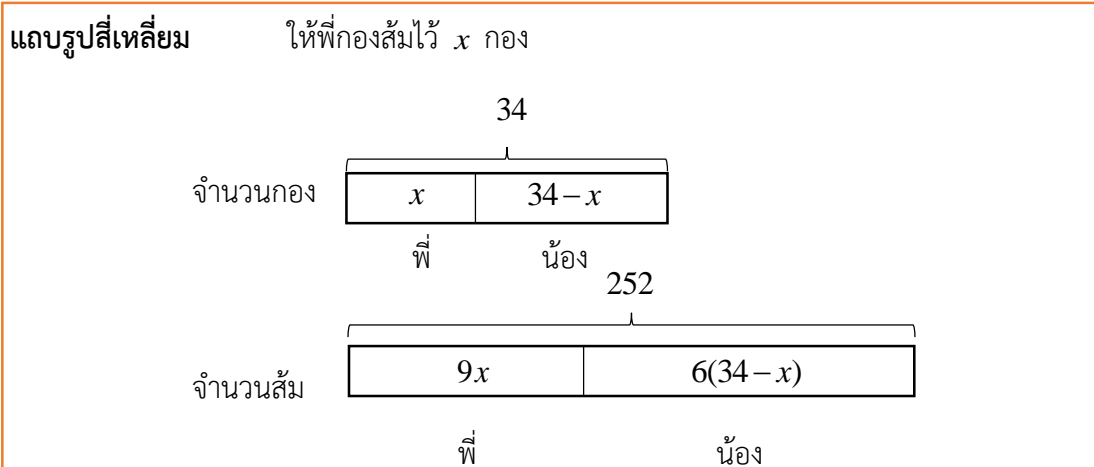 แถบรูปสี่เหลี่ยม ให้พี่กองส้มไว้ x กอง
34
จำนวนกอง x 34 – x
พี่ น้อง
252
จำนวนส้ม 9x 6(34 – x)
พี่ น้อง